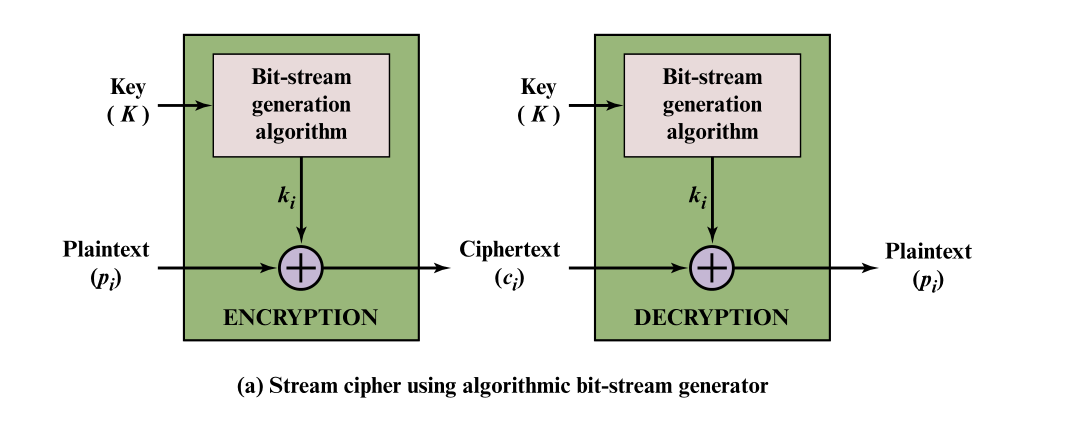 Bit-stream
generation
algorithm
Key
( K )
k_i
Plaintext
(p_i)
ENCRYPTION
Ciphertext
(c_i)
Bit-stream
generation
algorithm
Key
( K )
k_i
DECRYPTION
Plaintext
(p_i)
(a) Stream cipher using algorithmic bit-stream generator